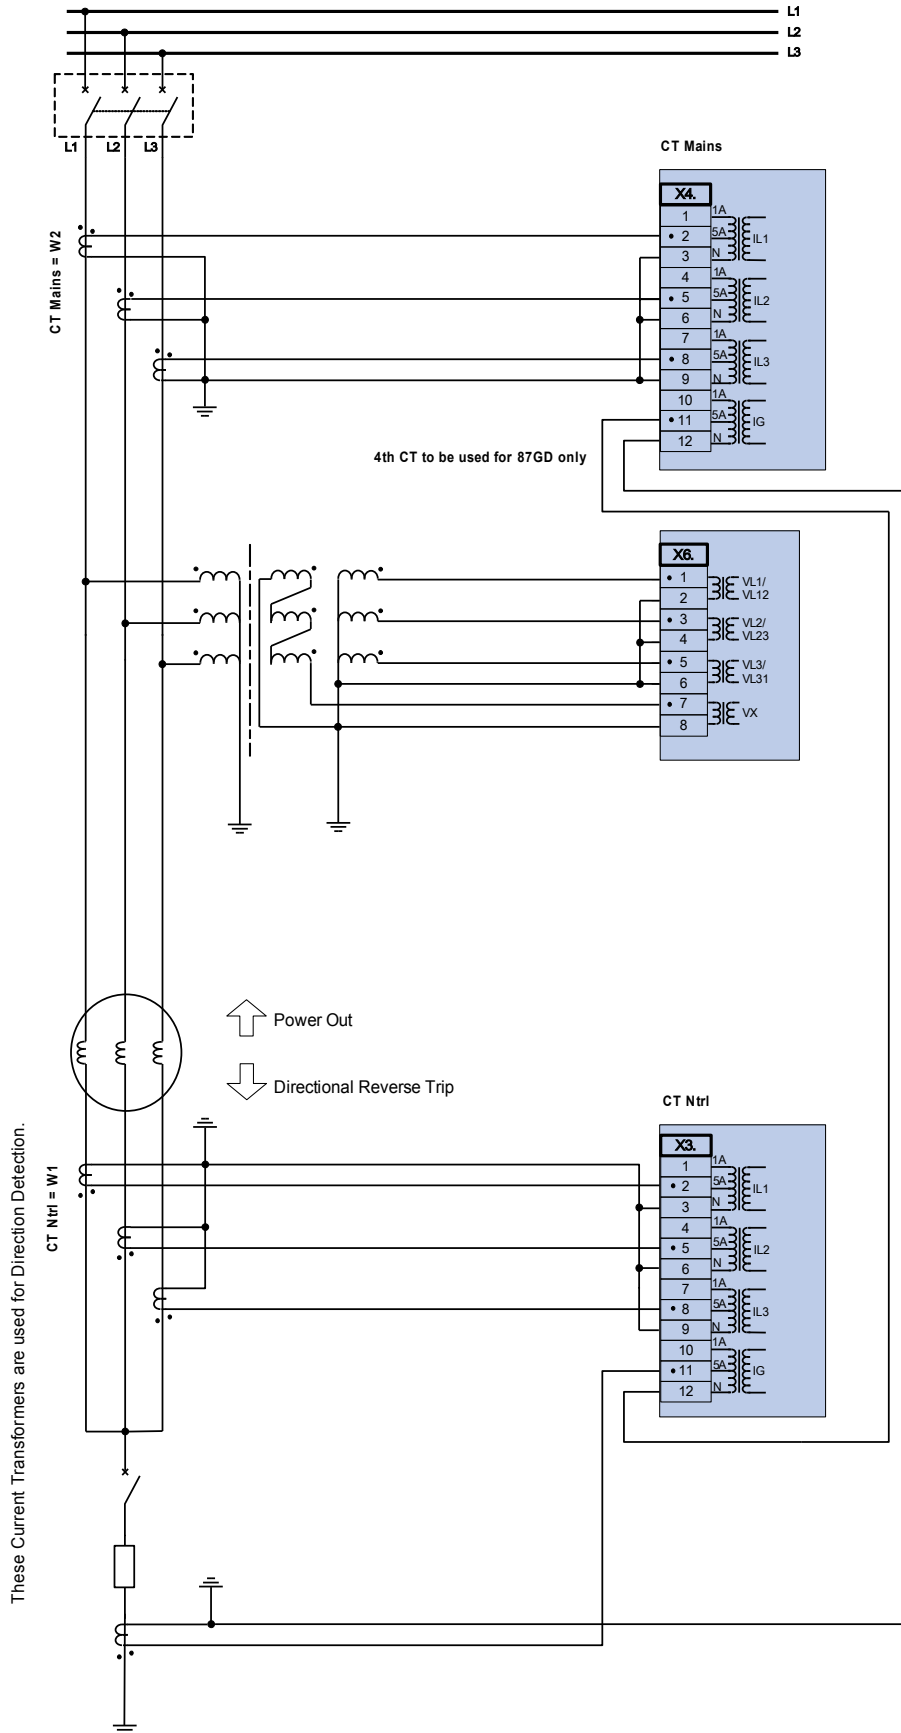 L1
L2
L3
L1 L2 L3
CT Mains
X4.
1 1A
2 5A IL1
3 N
4 1A
5 5A IL2
6 N
7 1A
8 5A IL3
9 N
10 1A
11 5A IG
12 N
CT Mains = W2
4th CT to be used for 87GD only
X6.
1 VL1/
2 VL12
3 VL2/
4 VL23
5 VL3/
6 VL31
7 VX
8
Power Out
Directional Reverse Trip
CT Ntrl
X3.
1 1A
2 5A IL1
3 N
4 1A
5 5A IL2
6 N
7 1A
8 5A IL3
9 N
10 1A
11 5A IG
12 N
CT Ntrl = W1
These Current Transformers are used for Direction Detection.